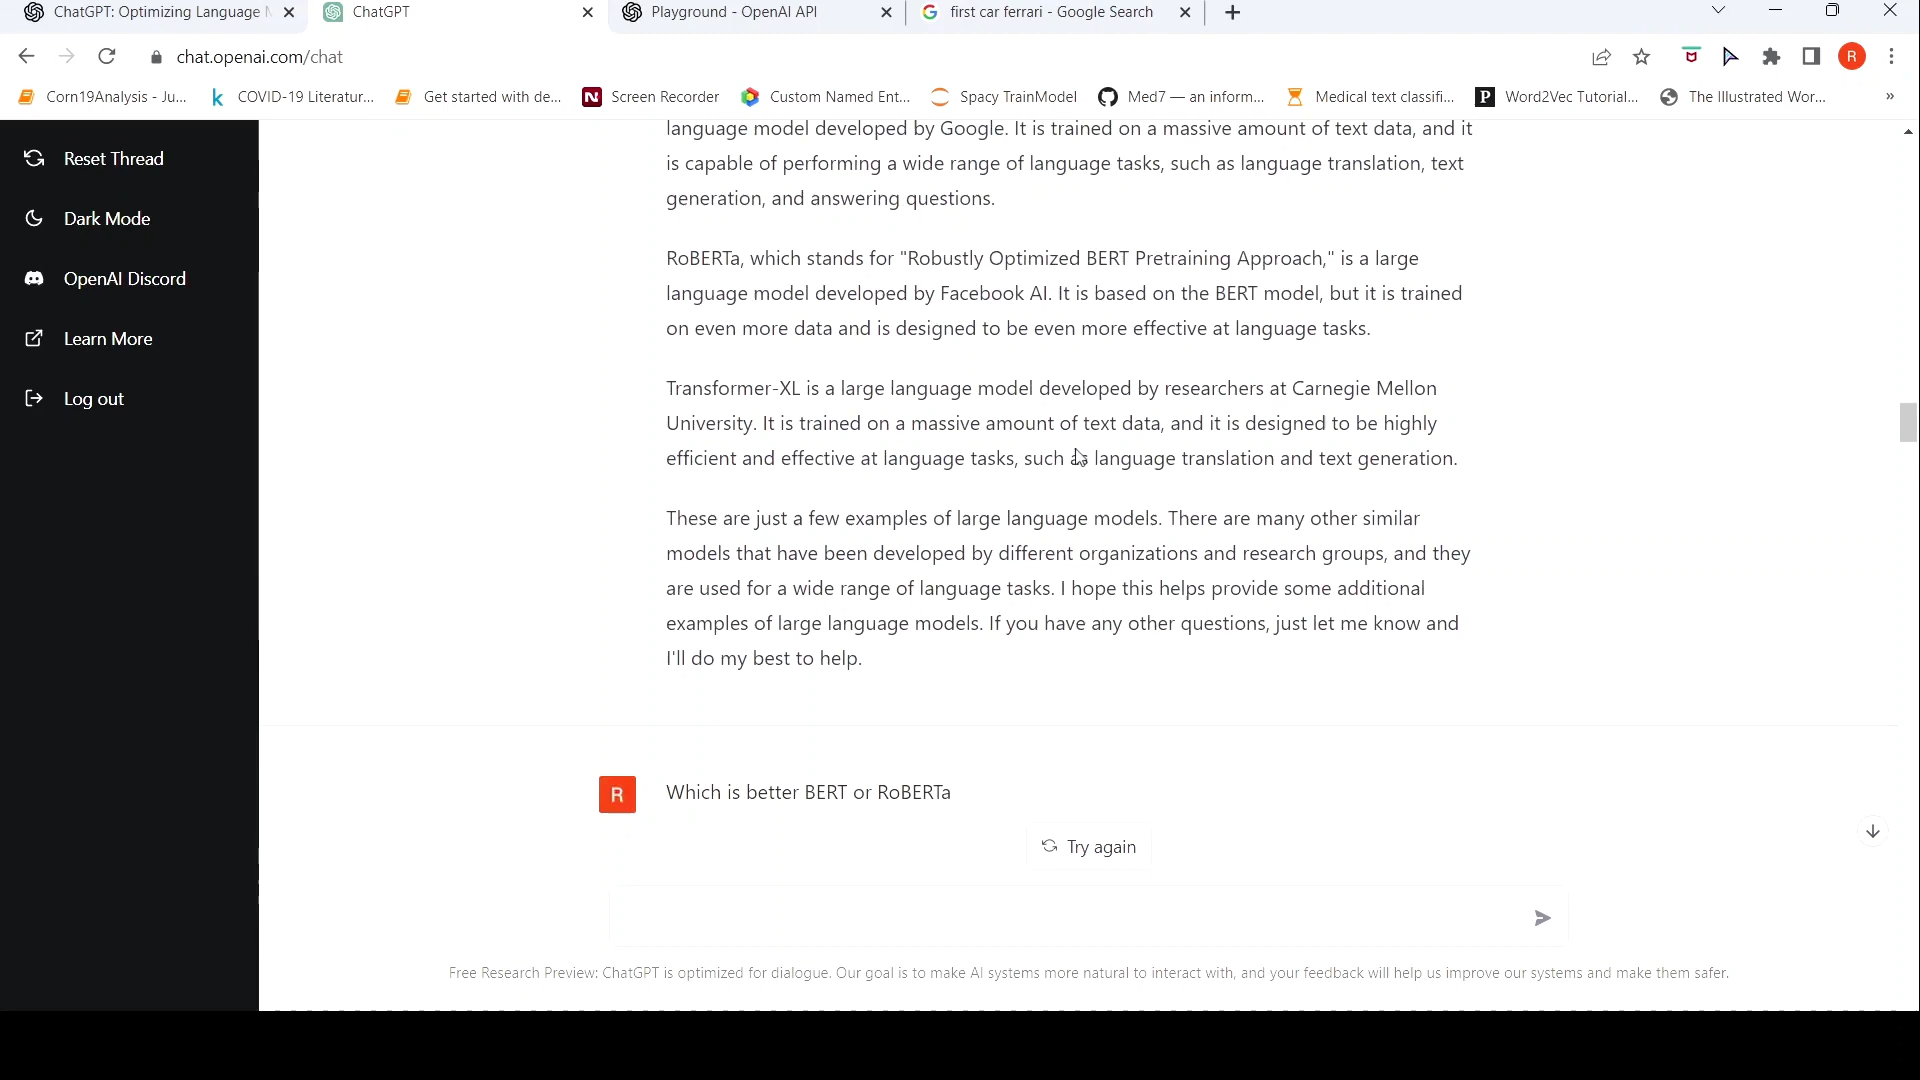 ChatGPT: Optimizing Language
ChatGPT
Playground - OpenAI API
first car ferrari - Google Search
chat.openai.com/chat
R
Corn19Analysis - Ju...
COVID-19 Literatur...
Get started with de...
N
Screen Recorder
Custom Named Ent...
Spacy TrainModel
Med7 — an inform...
Medical text classifi...
P
Word2Vec Tutorial...
The Illustrated Wor...
»
Reset Thread
Dark Mode
OpenAI Discord
Learn More
Log out
language model developed by Google. It is trained on a massive amount of text data, and it
is capable of performing a wide range of language tasks, such as language translation, text
generation, and answering questions.
RoBERTa, which stands for "Robustly Optimized BERT Pretraining Approach," is a large
language model developed by Facebook AI. It is based on the BERT model, but it is trained
on even more data and is designed to be even more effective at language tasks.
Transformer-XL is a large language model developed by researchers at Carnegie Mellon
University. It is trained on a massive amount of text data, and it is designed to be highly
efficient and effective at language tasks, such as language translation and text generation.
These are just a few examples of large language models. There are many other similar
models that have been developed by different organizations and research groups, and they
are used for a wide range of language tasks. I hope this helps provide some additional
examples of large language models. If you have any other questions, just let me know and
I'll do my best to help.
R
Which is better BERT or RoBERTa
Try again
Free Research Preview: ChatGPT is optimized for dialogue. Our goal is to make AI systems more natural to interact with, and your feedback will help us improve our systems and make them safer.